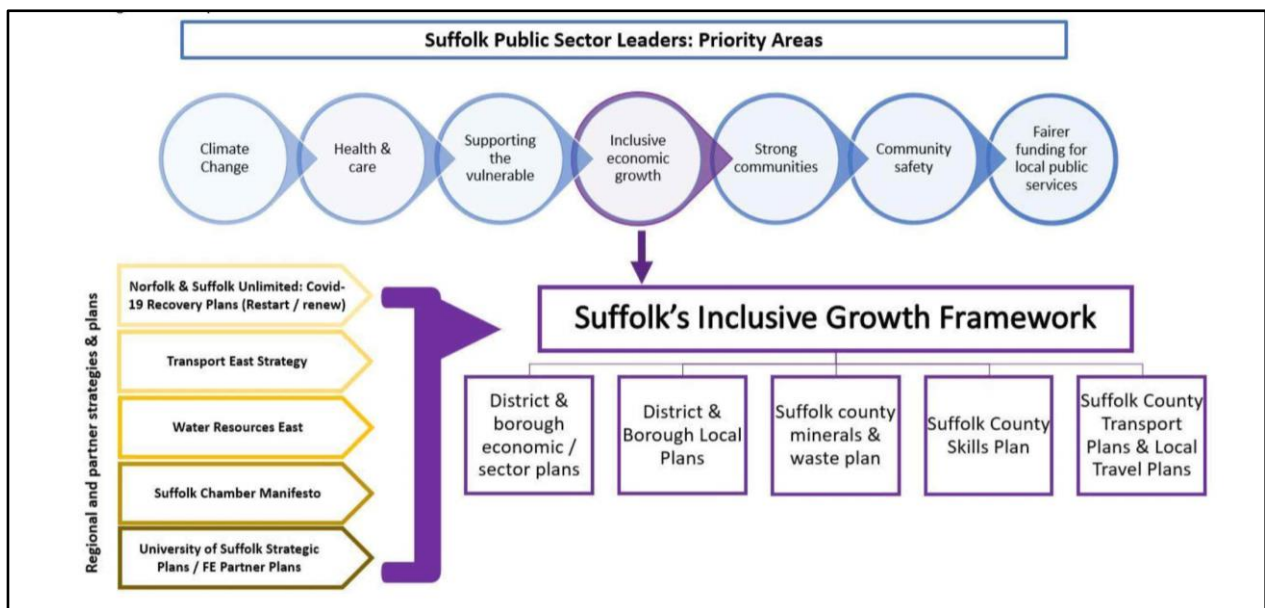 Suffolk Public Sector Leaders: Priority Areas
Climate
Change
Health &
care
Supporting
the
vulnerable
Inclusive
economic
growth
Strong
communities
Community
safety
Fairer
funding for
local public
services
Regional and partner strategies & plans
Norfolk & Suffolk Unlimited: Covid-
19 Recovery Plans (Restart / renew)
Transport East Strategy
Water Resources East
Suffolk Chamber Manifesto
University of Suffolk Strategic
Plans / FE Partner Plans
Suffolk's Inclusive Growth Framework
District &
borough
economic /
sector plans
District &
Borough Local
Plans
Suffolk county
minerals &
waste plan
Suffolk County
Skills Plan
Suffolk County
Transport
Plans & Local
Travel Plans